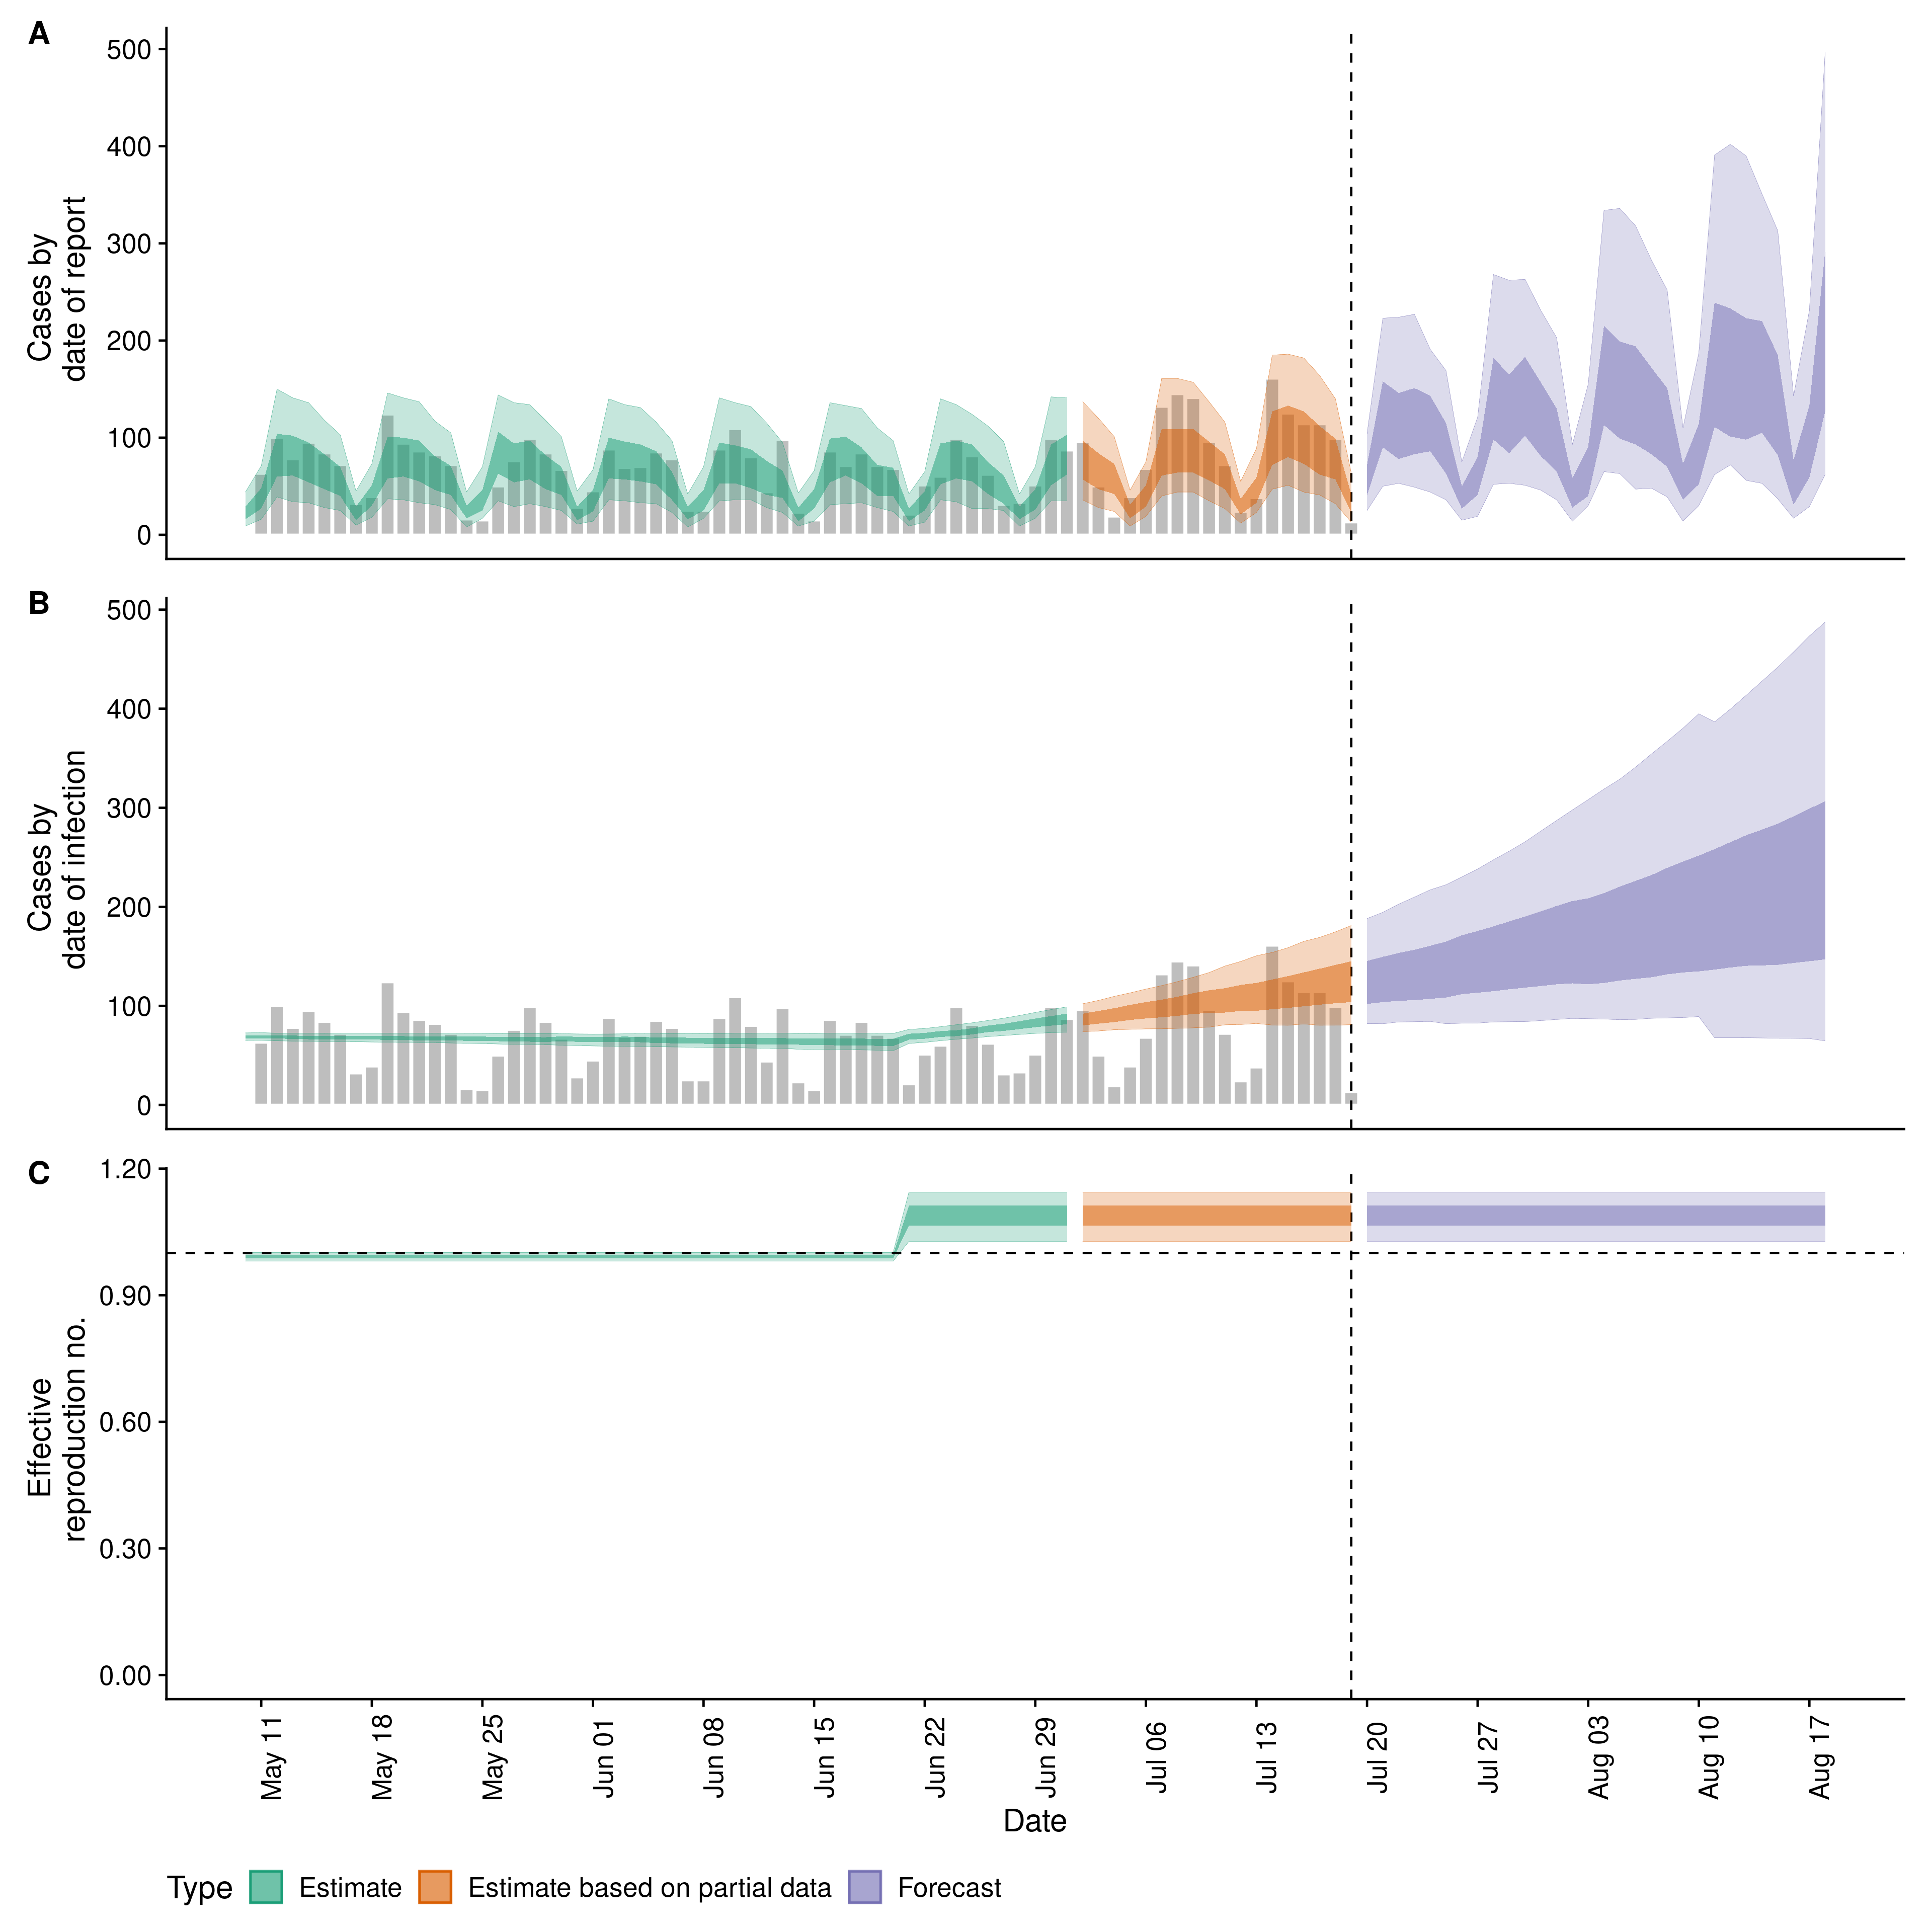 A
500
400
300
200
100
0
Cases by
date of report
B
500
400
300
200
100
0
Cases by
date of infection
C
1.20
0.90
0.60
0.30
0.00
Effective
reproduction no.
May 11
May 18
May 25
Jun 01
Jun 08
Jun 15
Jun 22
Jun 29
Jul 06
Jul 13
Jul 20
Jul 27
Aug 03
Aug 10
Aug 17
Date
Type Estimate Estimate based on partial data Forecast